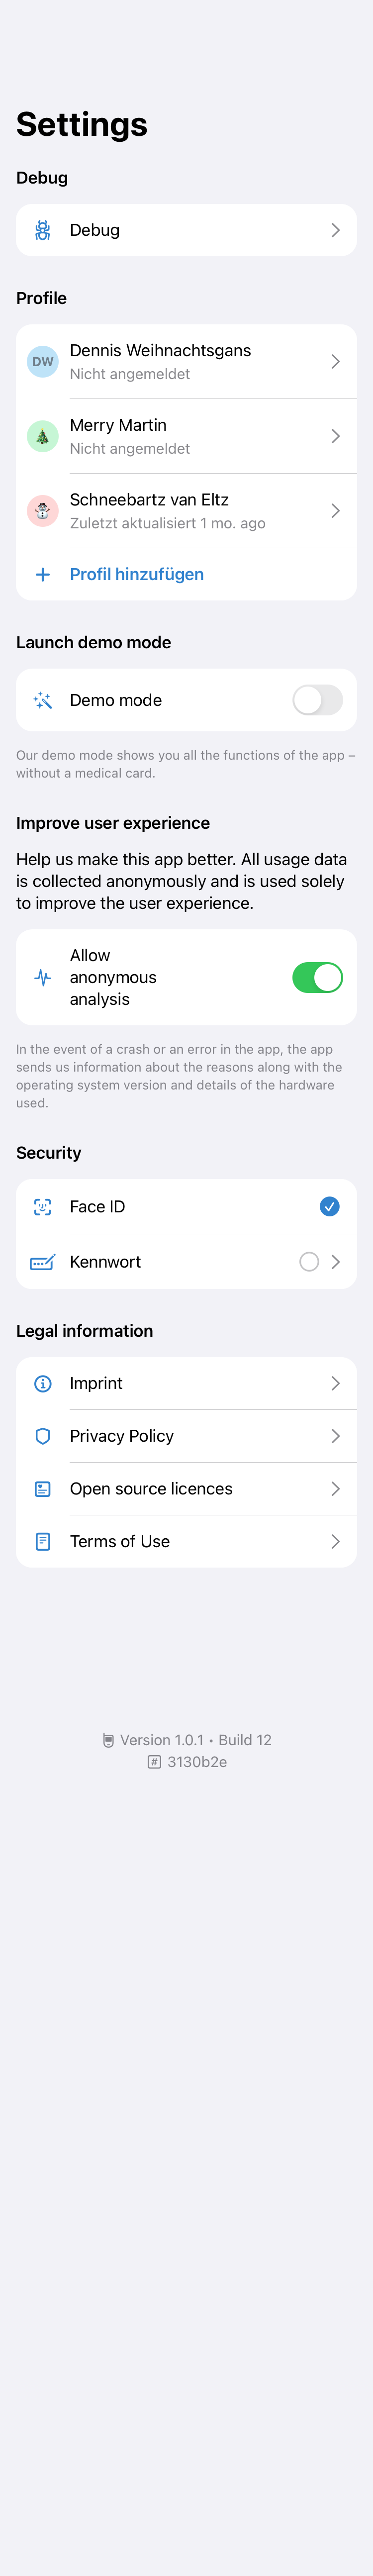 Settings
Debug
Debug
Profile
DW
Dennis Weihnachtsgans
Nicht angemeldet
Merry Martin
Nicht angemeldet
Schneebartz van Eltz
Zuletzt aktualisiert 1 mo. ago
Profil hinzufügen
Launch demo mode
Demo mode
Our demo mode shows you all the functions of the app –
without a medical card.
Improve user experience
Help us make this app better. All usage data
is collected anonymously and is used solely
to improve the user experience.
Allow
anonymous
analysis
In the event of a crash or an error in the app, the app
sends us information about the reasons along with the
operating system version and details of the hardware
used.
Security
Face ID
Kennwort
Legal information
Imprint
Privacy Policy
Open source licences
Terms of Use
Version 1.0.1 • Build 12
# 3130b2e